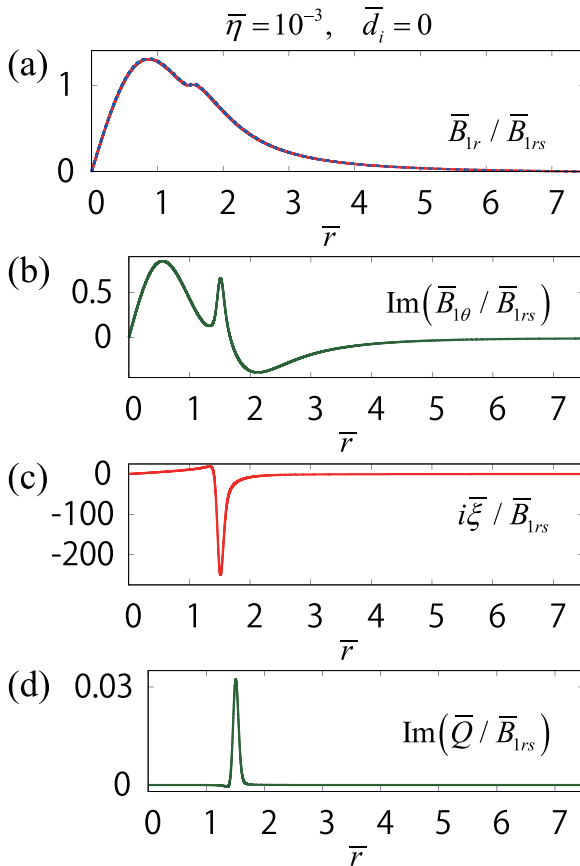 η̅ = 10⁻³, d̅ᵢ = 0
(a)
1
B̅₁ᵣ / B̅₁ᵣₛ
0
0 1 2 3 4 5 6 7
r̅
(b)
0.5
Im(B̅₁θ / B̅₁ᵣₛ)
0
0 1 2 3 4 5 6 7
r̅
(c)
0
iξ̅ / B̅₁ᵣₛ
-100
-200
0 1 2 3 4 5 6 7
r̅
(d)
0.03
Im(Q̅ / B̅₁ᵣₛ)
0
0 1 2 3 4 5 6 7
r̅